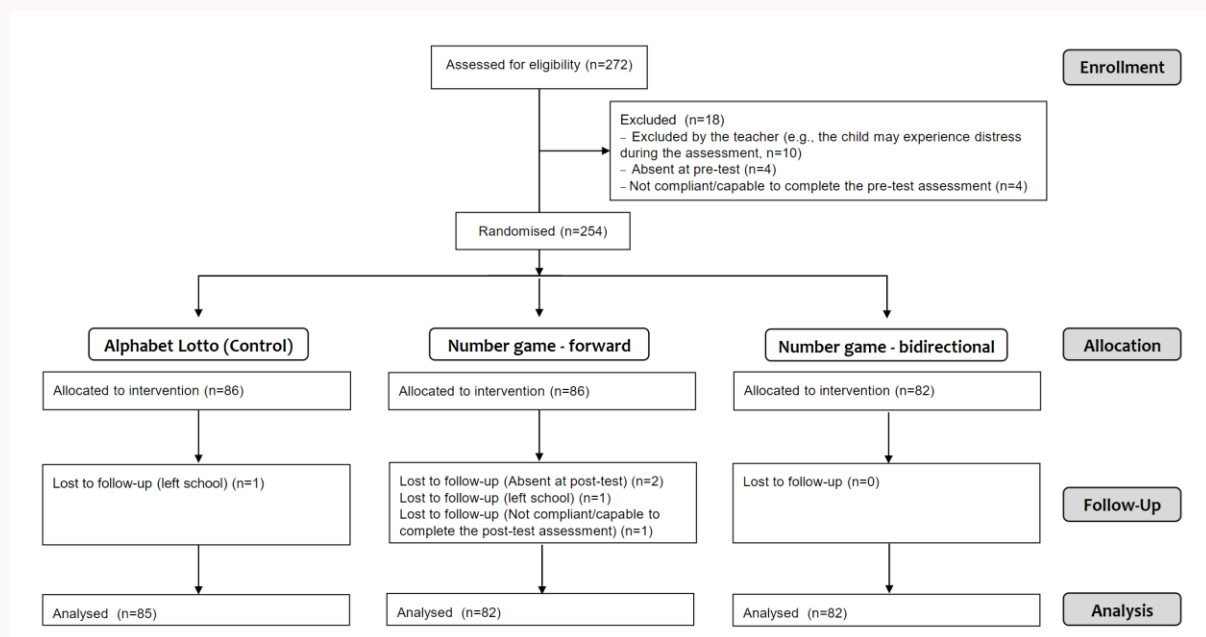 Assessed for eligibility (n=272)
Enrollment
Excluded (n=18)
– Excluded by the teacher (e.g., the child may experience distress
during the assessment, n=10)
– Absent at pre-test (n=4)
– Not compliant/capable to complete the pre-test assessment (n=4)
Randomised (n=254)
Alphabet Lotto (Control)
Number game - forward
Number game - bidirectional
Allocation
Allocated to intervention (n=86)
Allocated to intervention (n=86)
Allocated to intervention (n=82)
Lost to follow-up (left school) (n=1)
Lost to follow-up (Absent at post-test) (n=2)
Lost to follow-up (left school) (n=1)
Lost to follow-up (Not compliant/capable to
complete the post-test assessment) (n=1)
Lost to follow-up (n=0)
Follow-Up
Analysed (n=85)
Analysed (n=82)
Analysed (n=82)
Analysis